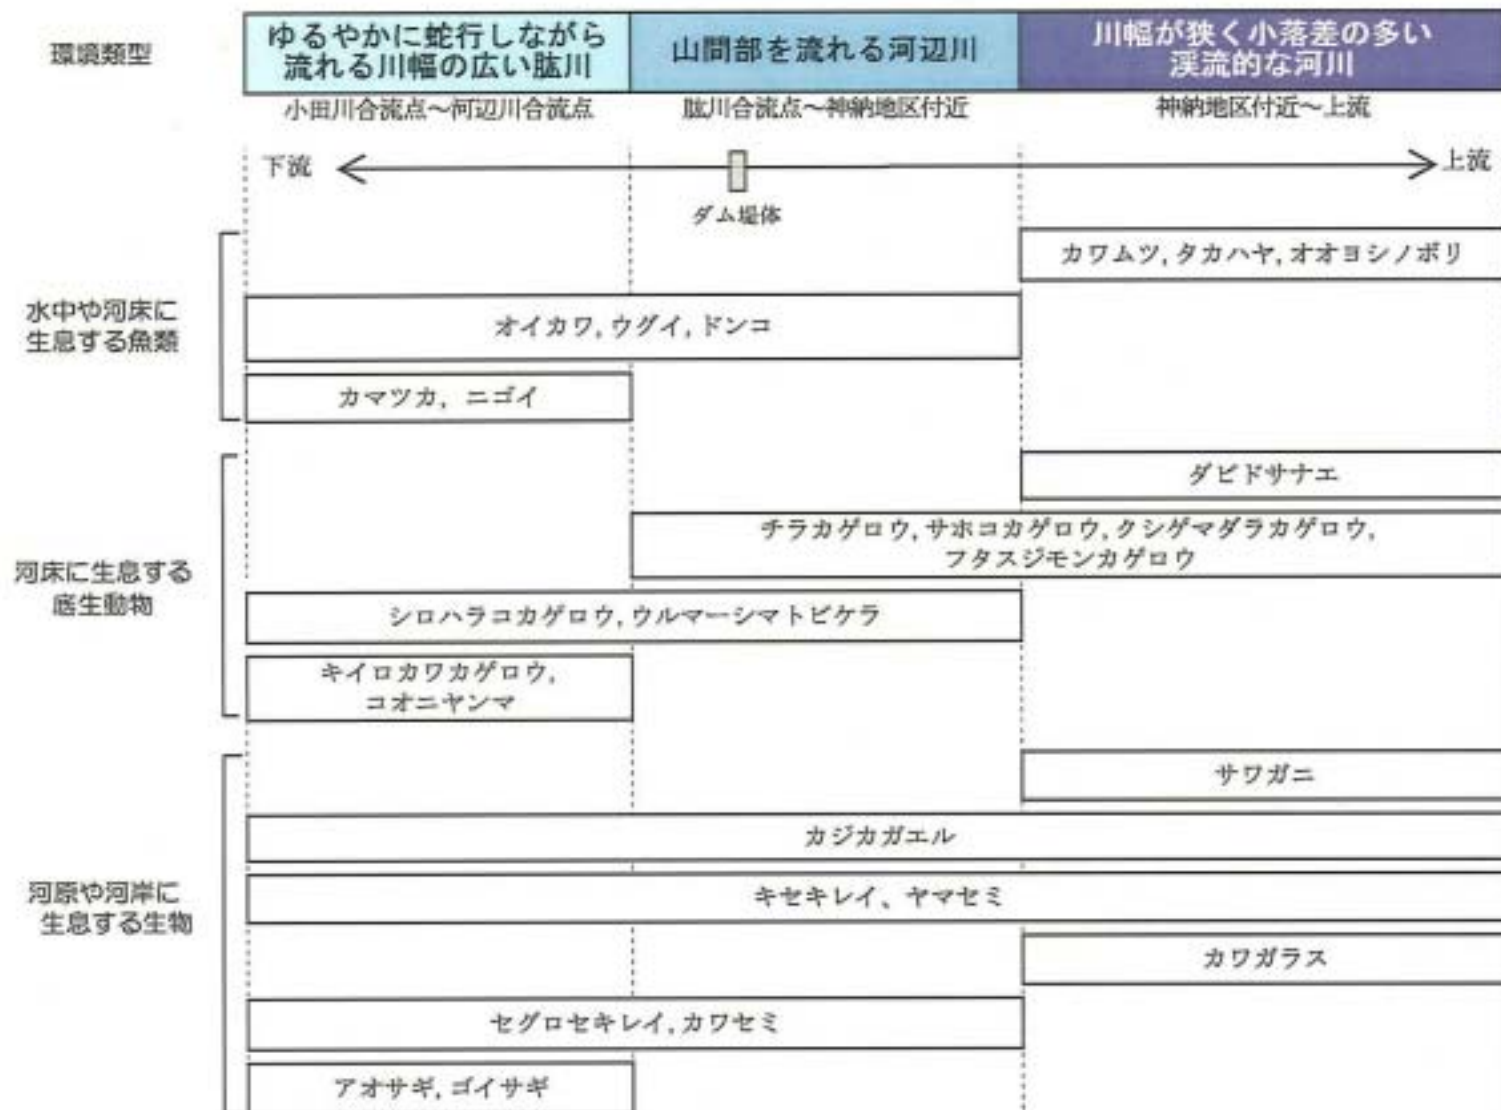 環境類型
ゆるやかに蛇行しながら
流れる川幅の広い肱川
山間部を流れる河辺川
川幅が狭く小落差の多い
渓流的な河川
小田川合流点～河辺川合流点
肱川合流点～神納地区付近
神納地区付近～上流
下流
上流
ダム堤体
水中や河床に
生息する魚類
カワムツ,タカハヤ,オオヨシノボリ
オイカワ,ウグイ,ドンコ
カマツカ，ニゴイ
河床に生息する
底生動物
ダビドサナエ
チラカゲロウ,サホコカゲロウ,クシゲマダラカゲロウ,
フタスジモンカゲロウ
シロハラコカゲロウ,ウルマーシマトビケラ
キイロカワカゲロウ,
コオニヤンマ
河原や河岸に
生息する生物
サワガニ
カジカガエル
キセキレイ、ヤマセミ
カワガラス
セグロセキレイ,カワセミ
アオサギ,ゴイサギ